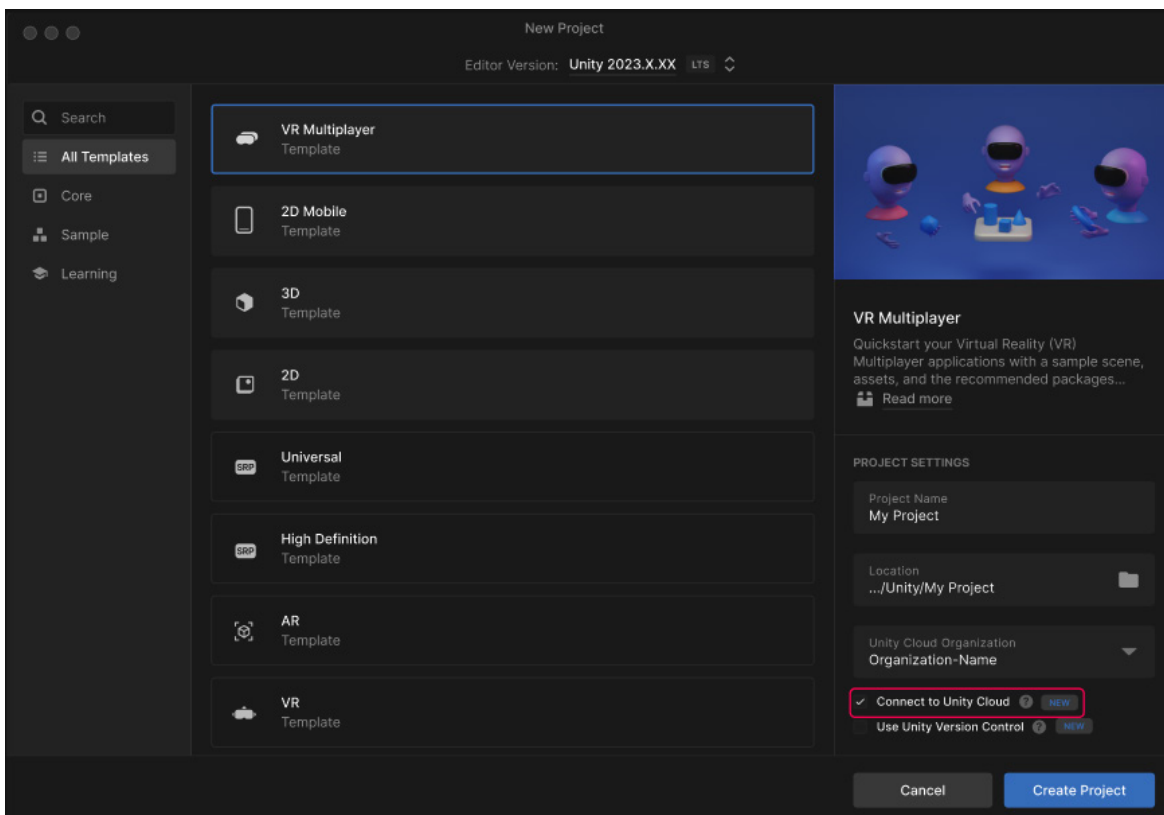 New Project
Editor Version: Unity 2023.X.XX LTS
Search
All Templates
Core
Sample
Learning
VR Multiplayer
Template
2D Mobile
Template
3D
Template
2D
Template
SRP
Universal
Template
SRP
High Definition
Template
AR
Template
VR
Template
VR Multiplayer
Quickstart your Virtual Reality (VR)
Multiplayer applications with a sample scene,
assets, and the recommended packages...
Read more
PROJECT SETTINGS
Project Name
My Project
Location
.../Unity/My Project
Unity Cloud Organization
Organization-Name
Connect to Unity Cloud ? NEW
Use Unity Version Control ? NEW
Cancel
Create Project